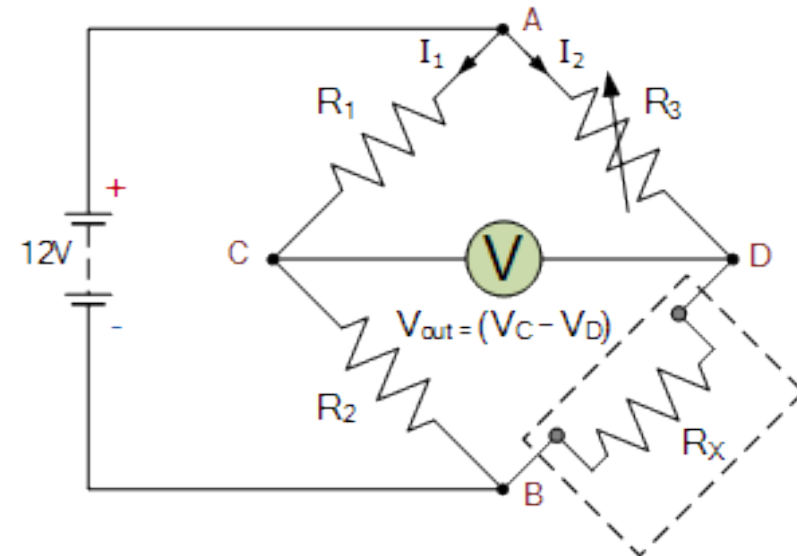 A
I₁ I₂
R₁ R₃
+
12V
C V D
-
Vout = (VC − VD)
R₂
RX
B